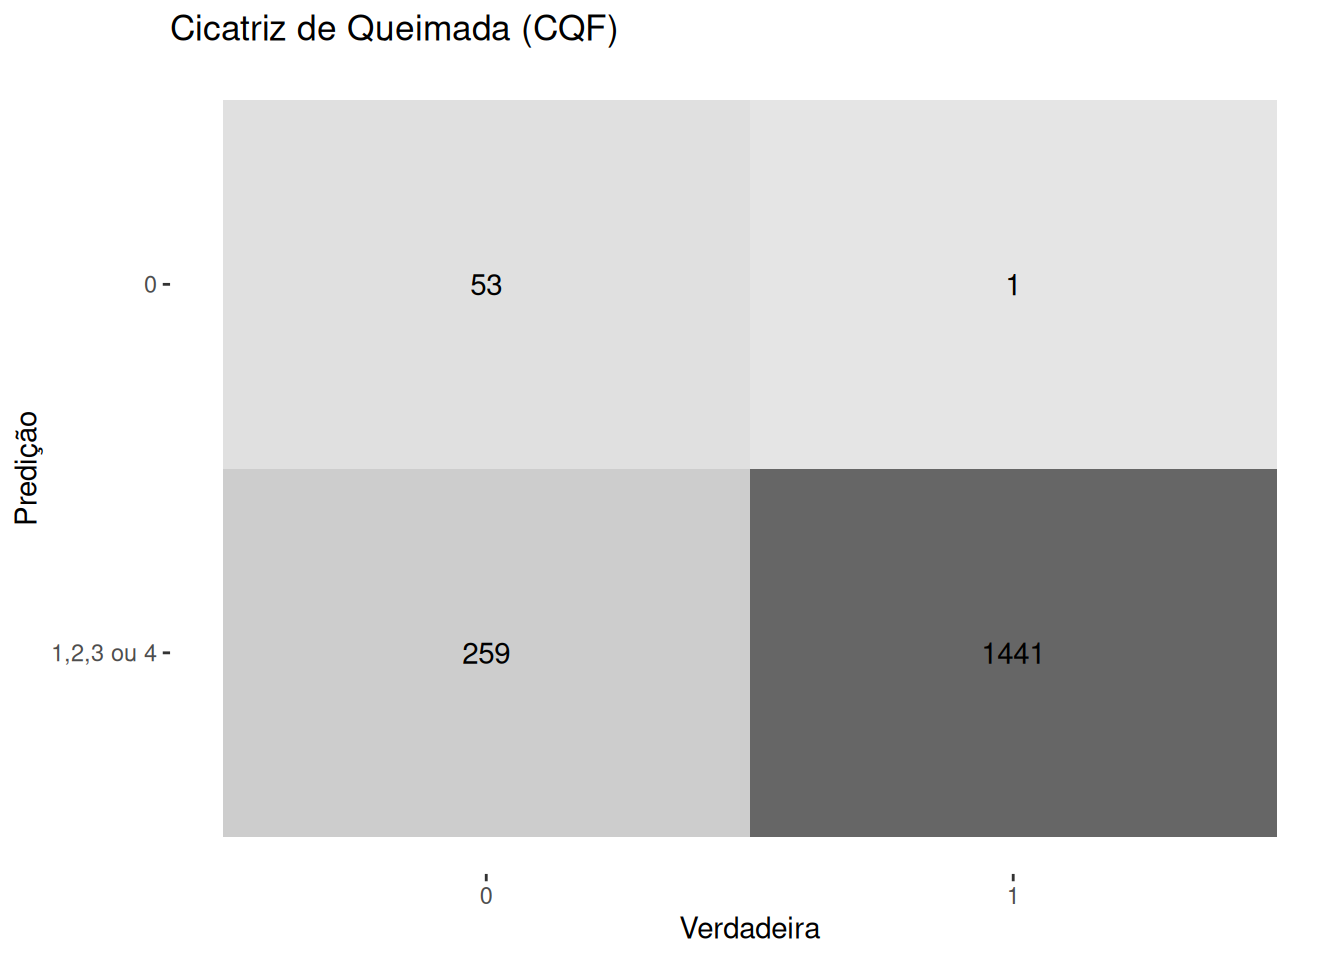 Cicatriz de Queimada (CQF)
Predição
0
53
1
1,2,3 ou 4
259
1441
0
1
Verdadeira